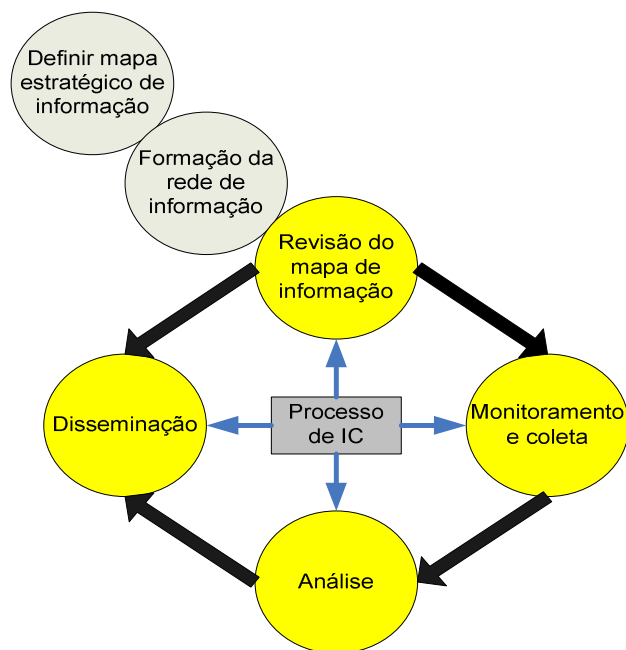 Definir mapa
estratégico de
informação
Formação da
rede de
informação
Revisão do
mapa de
informação
Disseminação
Processo
de IC
Monitoramento
e coleta
Análise